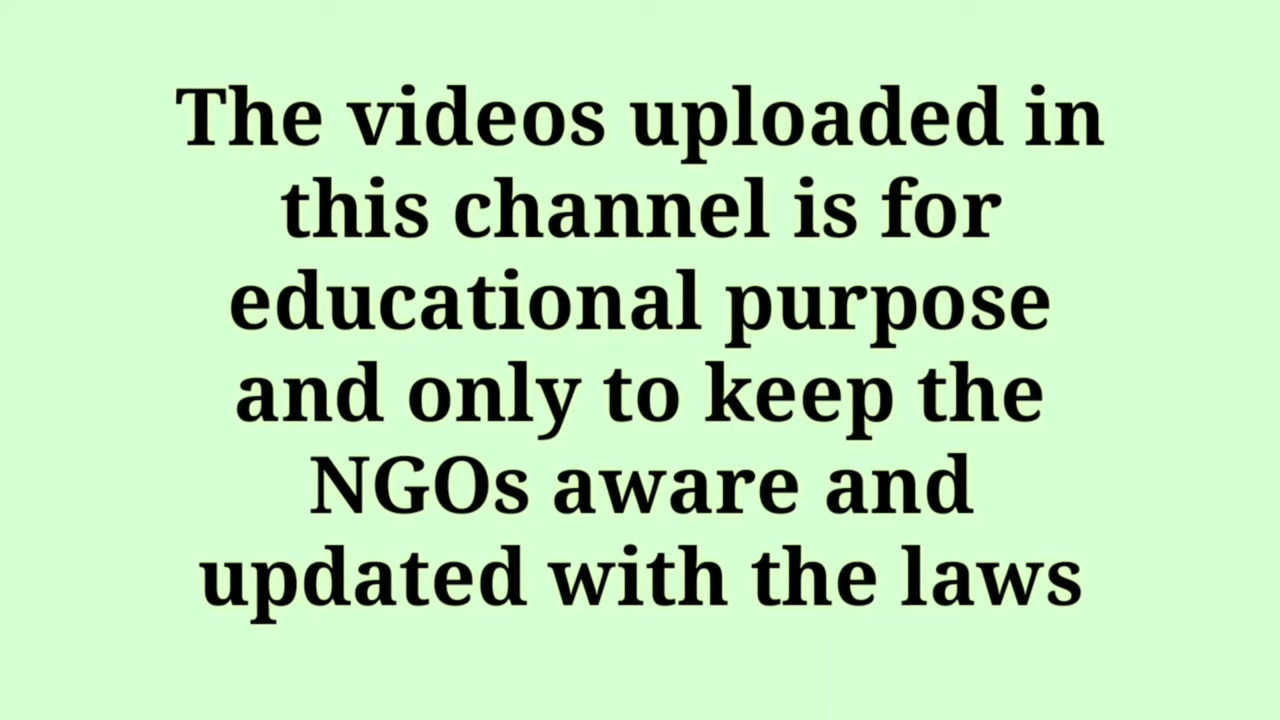 The videos uploaded in
this channel is for
educational purpose
and only to keep the
NGOs aware and
updated with the laws